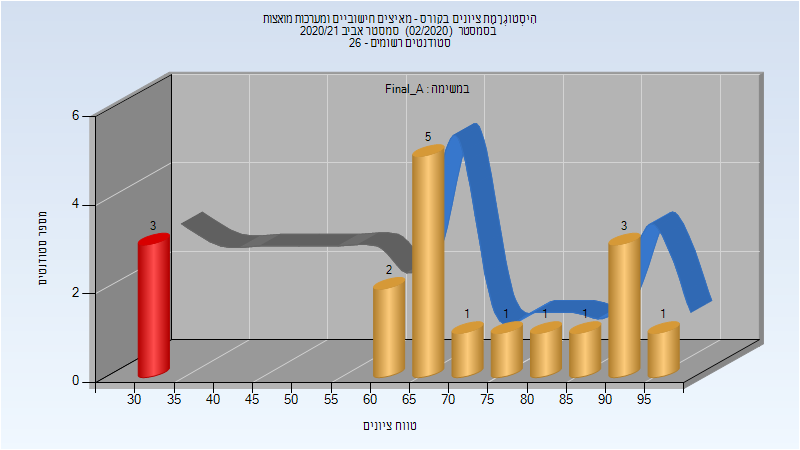 הִיסְטוֹגְרָמַת ציונים בקורס - מאיצים חישוביים ומערכות מואצות
בסמסטר (02/2020) סמסטר אביב 2020/21
סטודנטים רשומים - 26
במשימה : Final_A
מספר סטודנטים
6
4
2
0
3
2
5
1
1
1
1
3
1
30 35 40 45 50 55 60 65 70 75 80 85 90 95
טווח ציונים